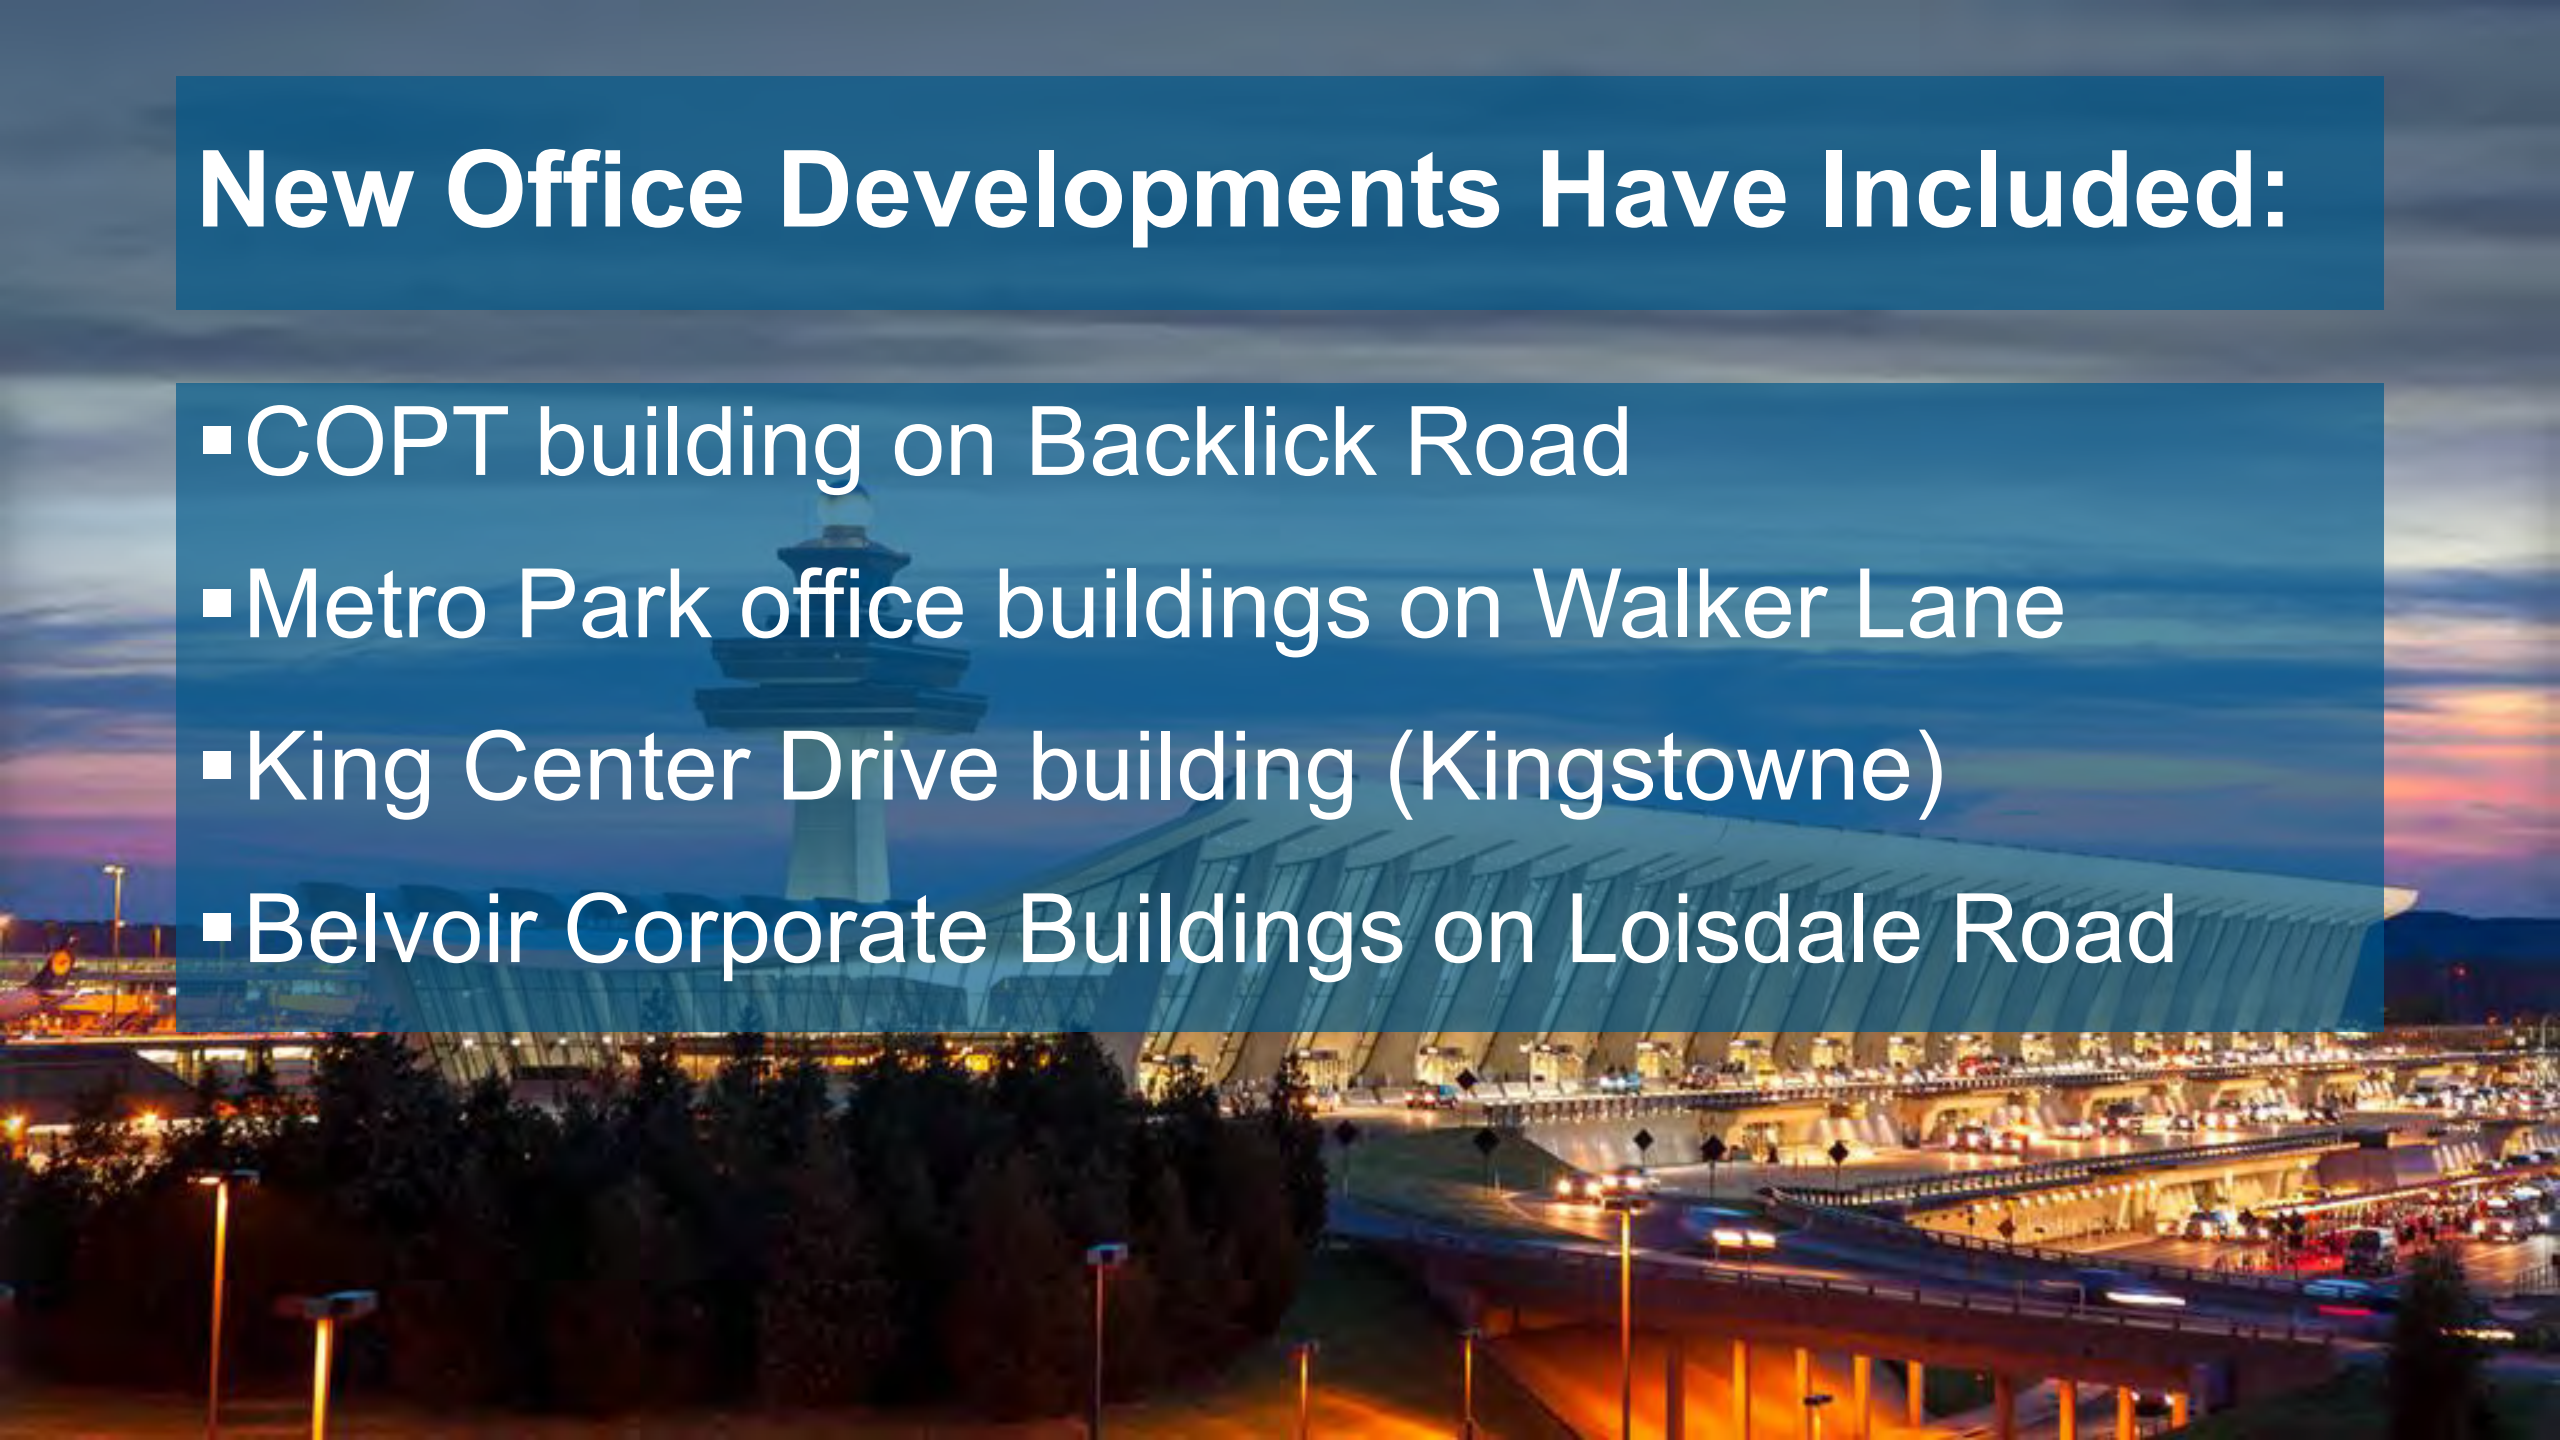 New Office Developments Have Included:
▪COPT building on Backlick Road
▪Metro Park office buildings on Walker Lane
▪King Center Drive building (Kingstowne)
▪Belvoir Corporate Buildings on Loisdale Road